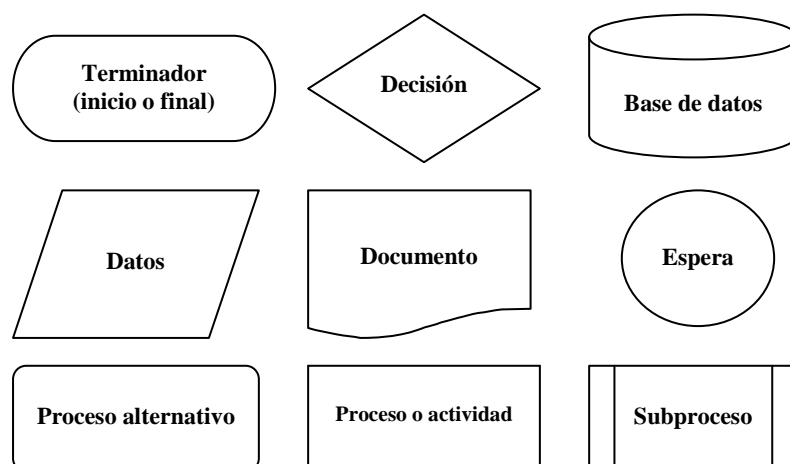 Terminador
(inicio o final)
Decisión
Base de datos
Datos
Documento
Espera
Proceso alternativo
Proceso o actividad
Subproceso